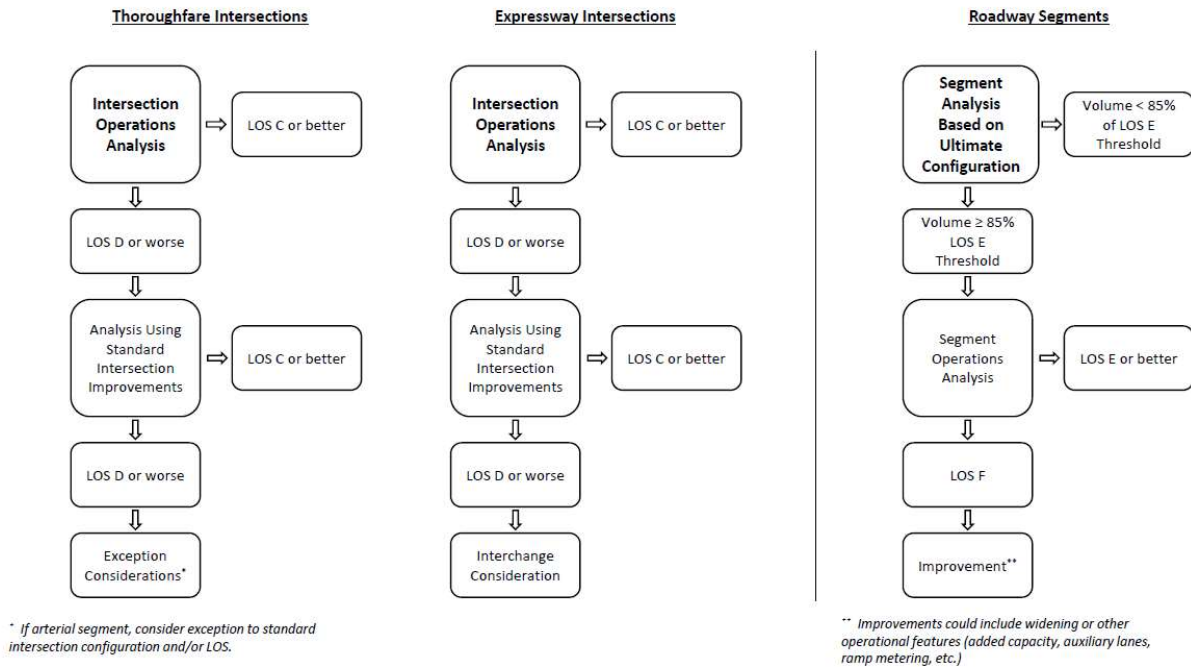 Thoroughfare Intersections
Intersection
Operations
Analysis
LOS C or better
LOS D or worse
Analysis Using
Standard
Intersection
Improvements
LOS C or better
LOS D or worse
Exception
Considerations*
* If arterial segment, consider exception to standard
intersection configuration and/or LOS.
Expressway Intersections
Intersection
Operations
Analysis
LOS C or better
LOS D or worse
Analysis Using
Standard
Intersection
Improvements
LOS C or better
LOS D or worse
Interchange
Consideration
Roadway Segments
Segment
Analysis
Based on
Ultimate
Configuration
Volume < 85%
of LOS E
Threshold
Volume ≥ 85%
LOS E
Threshold
Segment
Operations
Analysis
LOS E or better
LOS F
Improvement**
** Improvements could include widening or other
operational features (added capacity, auxiliary lanes,
ramp metering, etc.)